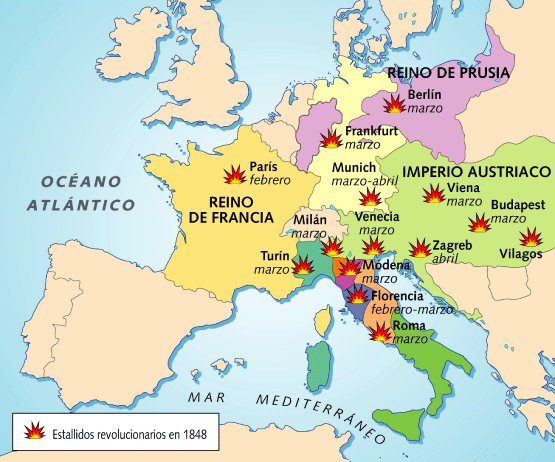 REINO DE PRUSIA
Berlín
marzo
Frankfurt
marzo
París
febrero
Munich
marzo-abril
IMPERIO AUSTRIACO
Viena
marzo
Budapest
marzo
OCÉANO
ATLÁNTICO
REINO
DE FRANCIA
Milán
marzo
Venecia
marzo
Zagreb
abril
Vilagos
Turín
marzo
Modena
marzo
Florencia
febrero-marzo
Roma
marzo
MAR MEDITERRÁNEO
Estallidos revolucionarios en 1848